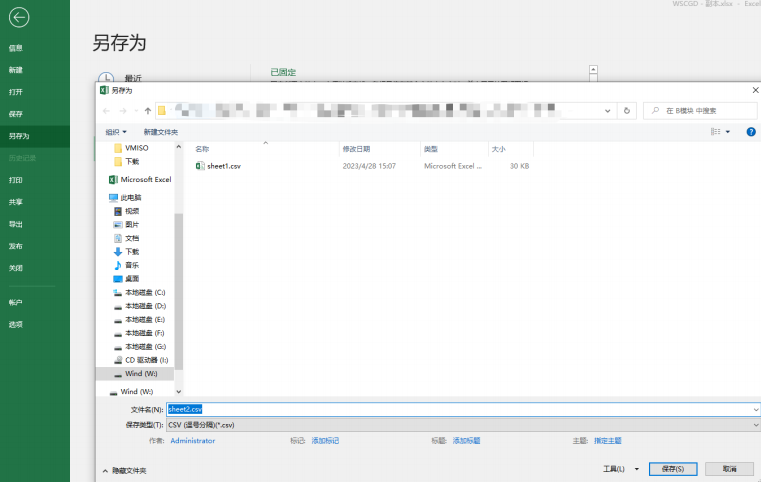 WSCGD - 副本.xlsx - Excel
另存为
信息
新建
打开
保存
另存为
历史记录
打印
共享
导出
发布
关闭
帐户
选项
最近
已固定
另存为
在 B模块 中搜索
组织
新建文件夹
名称 修改日期 类型 大小
sheet1.csv 2023/4/28 15:07 Microsoft Excel ... 30 KB
VMISO
下载
Microsoft Excel
此电脑
视频
图片
文档
下载
音乐
桌面
本地磁盘 (C:)
本地磁盘 (D:)
本地磁盘 (E:)
本地磁盘 (F:)
本地磁盘 (G:)
CD 驱动器 (I:)
Wind (W:)
Wind (W:)
文件名(N): sheet2.csv
保存类型(T): CSV (逗号分隔)(*.csv)
作者: Administrator 标记: 添加标记 标题: 添加标题 主题: 指定主题
隐藏文件夹 工具(L) 保存(S) 取消